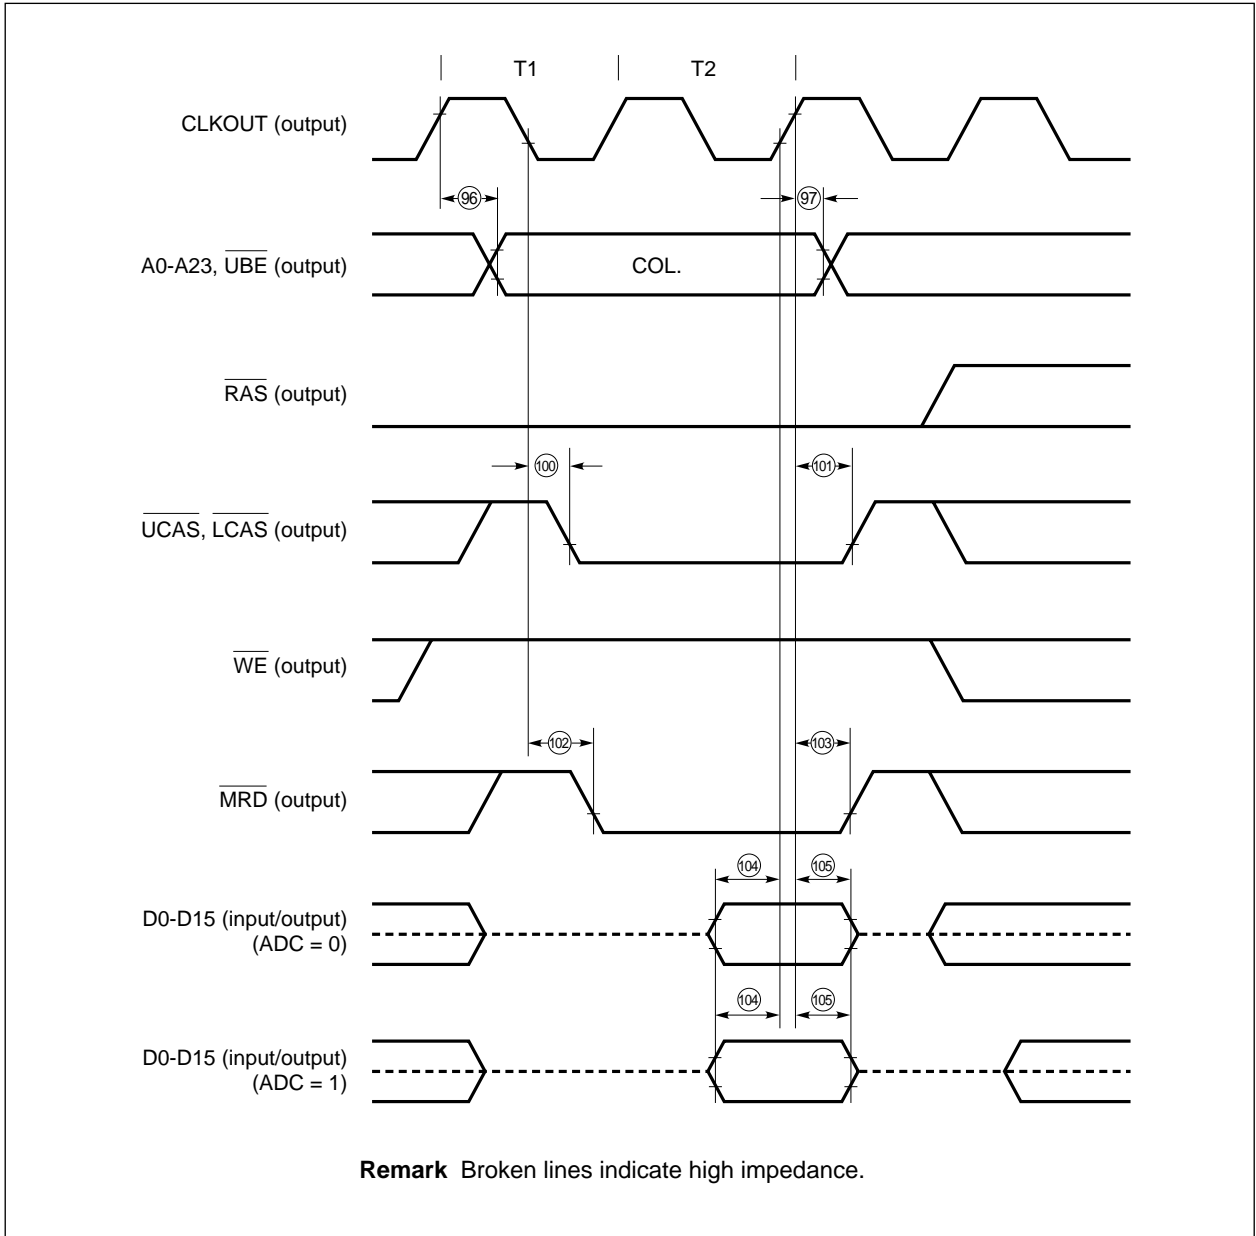 T1 T2
CLKOUT (output)
96 97
A0-A23, UBE (output) COL.
RAS (output)
100 101
UCAS, LCAS (output)
WE (output)
102 103
MRD (output)
104 105
D0-D15 (input/output)
(ADC = 0)
104 105
D0-D15 (input/output)
(ADC = 1)
Remark Broken lines indicate high impedance.